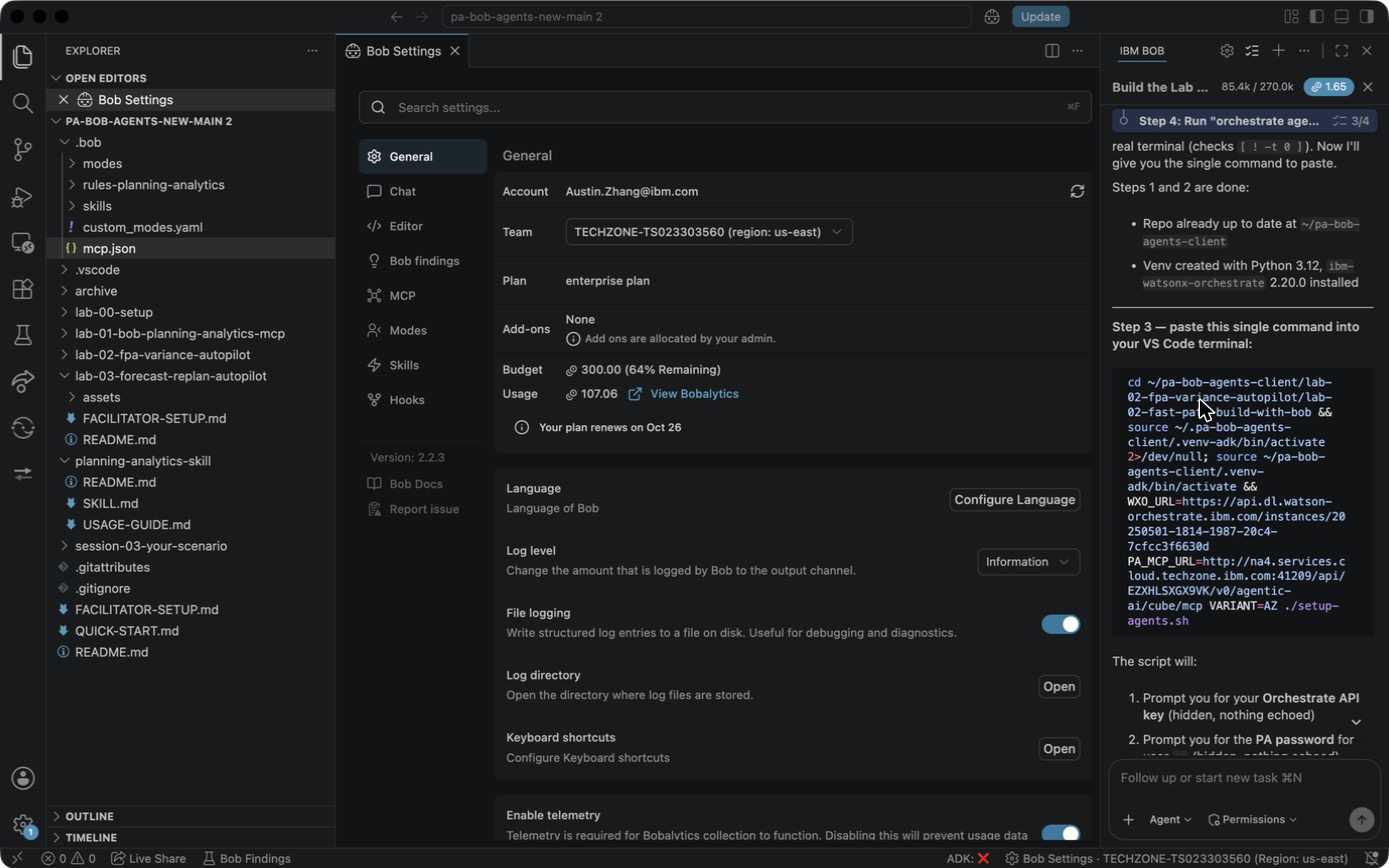 pa-bob-agents-new-main 2
Update
EXPLORER
OPEN EDITORS
Bob Settings
PA-BOB-AGENTS-NEW-MAIN 2
.bob
modes
rules-planning-analytics
skills
custom_modes.yaml
mcp.json
.vscode
archive
lab-00-setup
lab-01-bob-planning-analytics-mcp
lab-02-fpa-variance-autopilot
lab-03-forecast-replan-autopilot
assets
FACILITATOR-SETUP.md
README.md
planning-analytics-skill
README.md
SKILL.md
USAGE-GUIDE.md
session-03-your-scenario
.gitattributes
.gitignore
FACILITATOR-SETUP.md
QUICK-START.md
README.md
OUTLINE
TIMELINE
Bob Settings
Search settings...
⌘F
General
Chat
Editor
Bob findings
MCP
Modes
Skills
Hooks
Version: 2.2.3
Bob Docs
Report issue
General
Account Austin.Zhang@ibm.com
Team TECHZONE-TS023303560 (region: us-east)
Plan enterprise plan
Add-ons None
Add ons are allocated by your admin.
Budget 300.00 (64% Remaining)
Usage 107.06 View Bobalytics
Your plan renews on Oct 26
Language
Language of Bob
Configure Language
Log level
Change the amount that is logged by Bob to the output channel.
Information
File logging
Write structured log entries to a file on disk. Useful for debugging and diagnostics.
Log directory
Open the directory where log files are stored.
Open
Keyboard shortcuts
Configure Keyboard shortcuts
Open
Enable telemetry
Telemetry is required for Bobalytics collection to function. Disabling this will prevent usage data
IBM BOB
Build the Lab ... 85.4k / 270.0k 1.65
Step 4: Run "orchestrate age... 3/4
real terminal (checks [ ! -t 0 ]). Now I'll
give you the single command to paste.
Steps 1 and 2 are done:
• Repo already up to date at ~/pa-bob-
agents-client
• Venv created with Python 3.12, ibm-
watsonx-orchestrate 2.20.0 installed
Step 3 — paste this single command into
your VS Code terminal:
cd ~/pa-bob-agents-client/lab-
02-fpa-variance-autopilot/lab-
02-fast-path-build-with-bob &&
source ~/.pa-bob-agents-
client/.venv-adk/bin/activate
2>/dev/null; source ~/pa-bob-
agents-client/.venv-
adk/bin/activate &&
WXO_URL=https://api.dl.watson-
orchestrate.ibm.com/instances/20
250501-1814-1987-20c4-
7cfcc3f6630d
PA_MCP_URL=http://na4.services.c
loud.techzone.ibm.com:41209/api/
EZXHLSXGX9VK/v0/agentic-
ai/cube/mcp VARIANT=AZ ./setup-
agents.sh
The script will:
1. Prompt you for your Orchestrate API
key (hidden, nothing echoed)
2. Prompt you for the PA password for
Follow up or start new task ⌘N
Agent
Permissions
1
0 0
Live Share
Bob Findings
ADK: ❌
Bob Settings · TECHZONE-TS023303560 (Region: us-east)